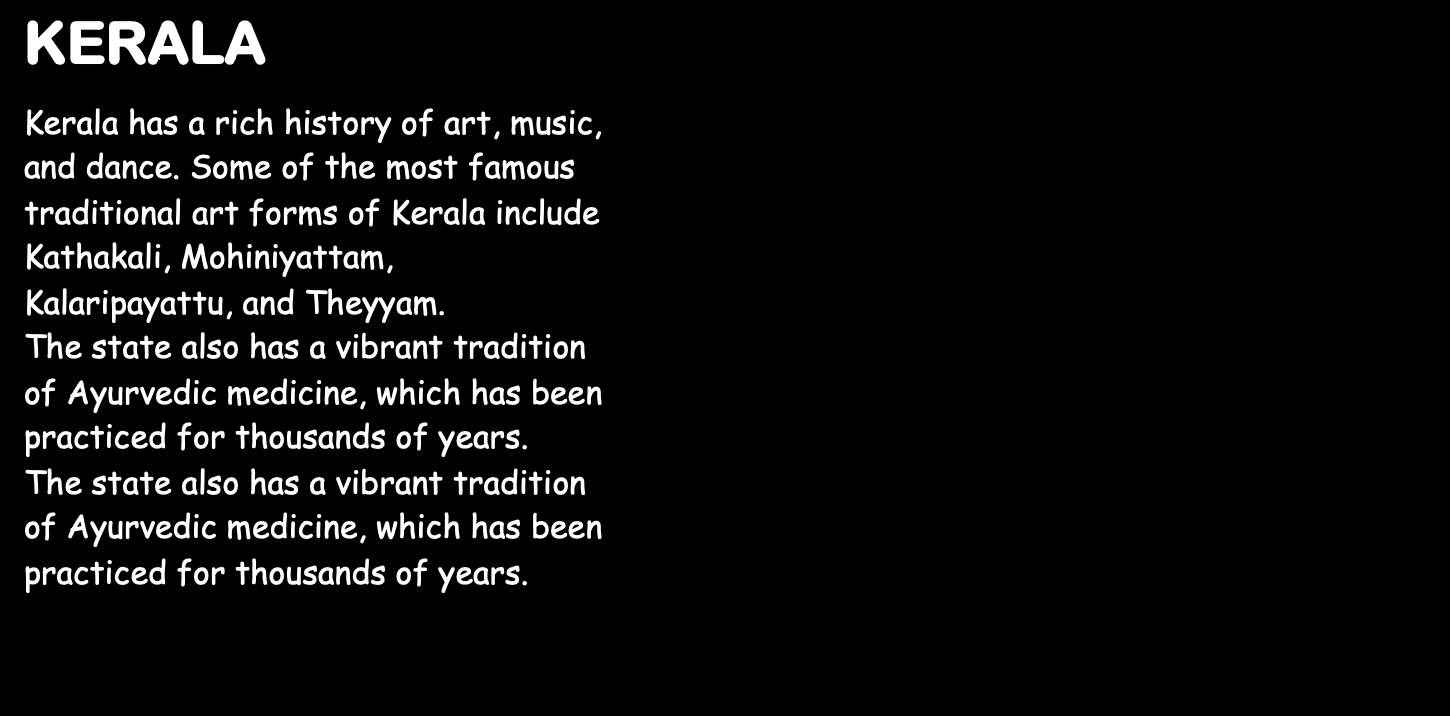 KERALA
Kerala has a rich history of art, music,
and dance. Some of the most famous
traditional art forms of Kerala include
Kathakali, Mohiniyattam,
Kalaripayattu, and Theyyam.
The state also has a vibrant tradition
of Ayurvedic medicine, which has been
practiced for thousands of years.
The state also has a vibrant tradition
of Ayurvedic medicine, which has been
practiced for thousands of years.